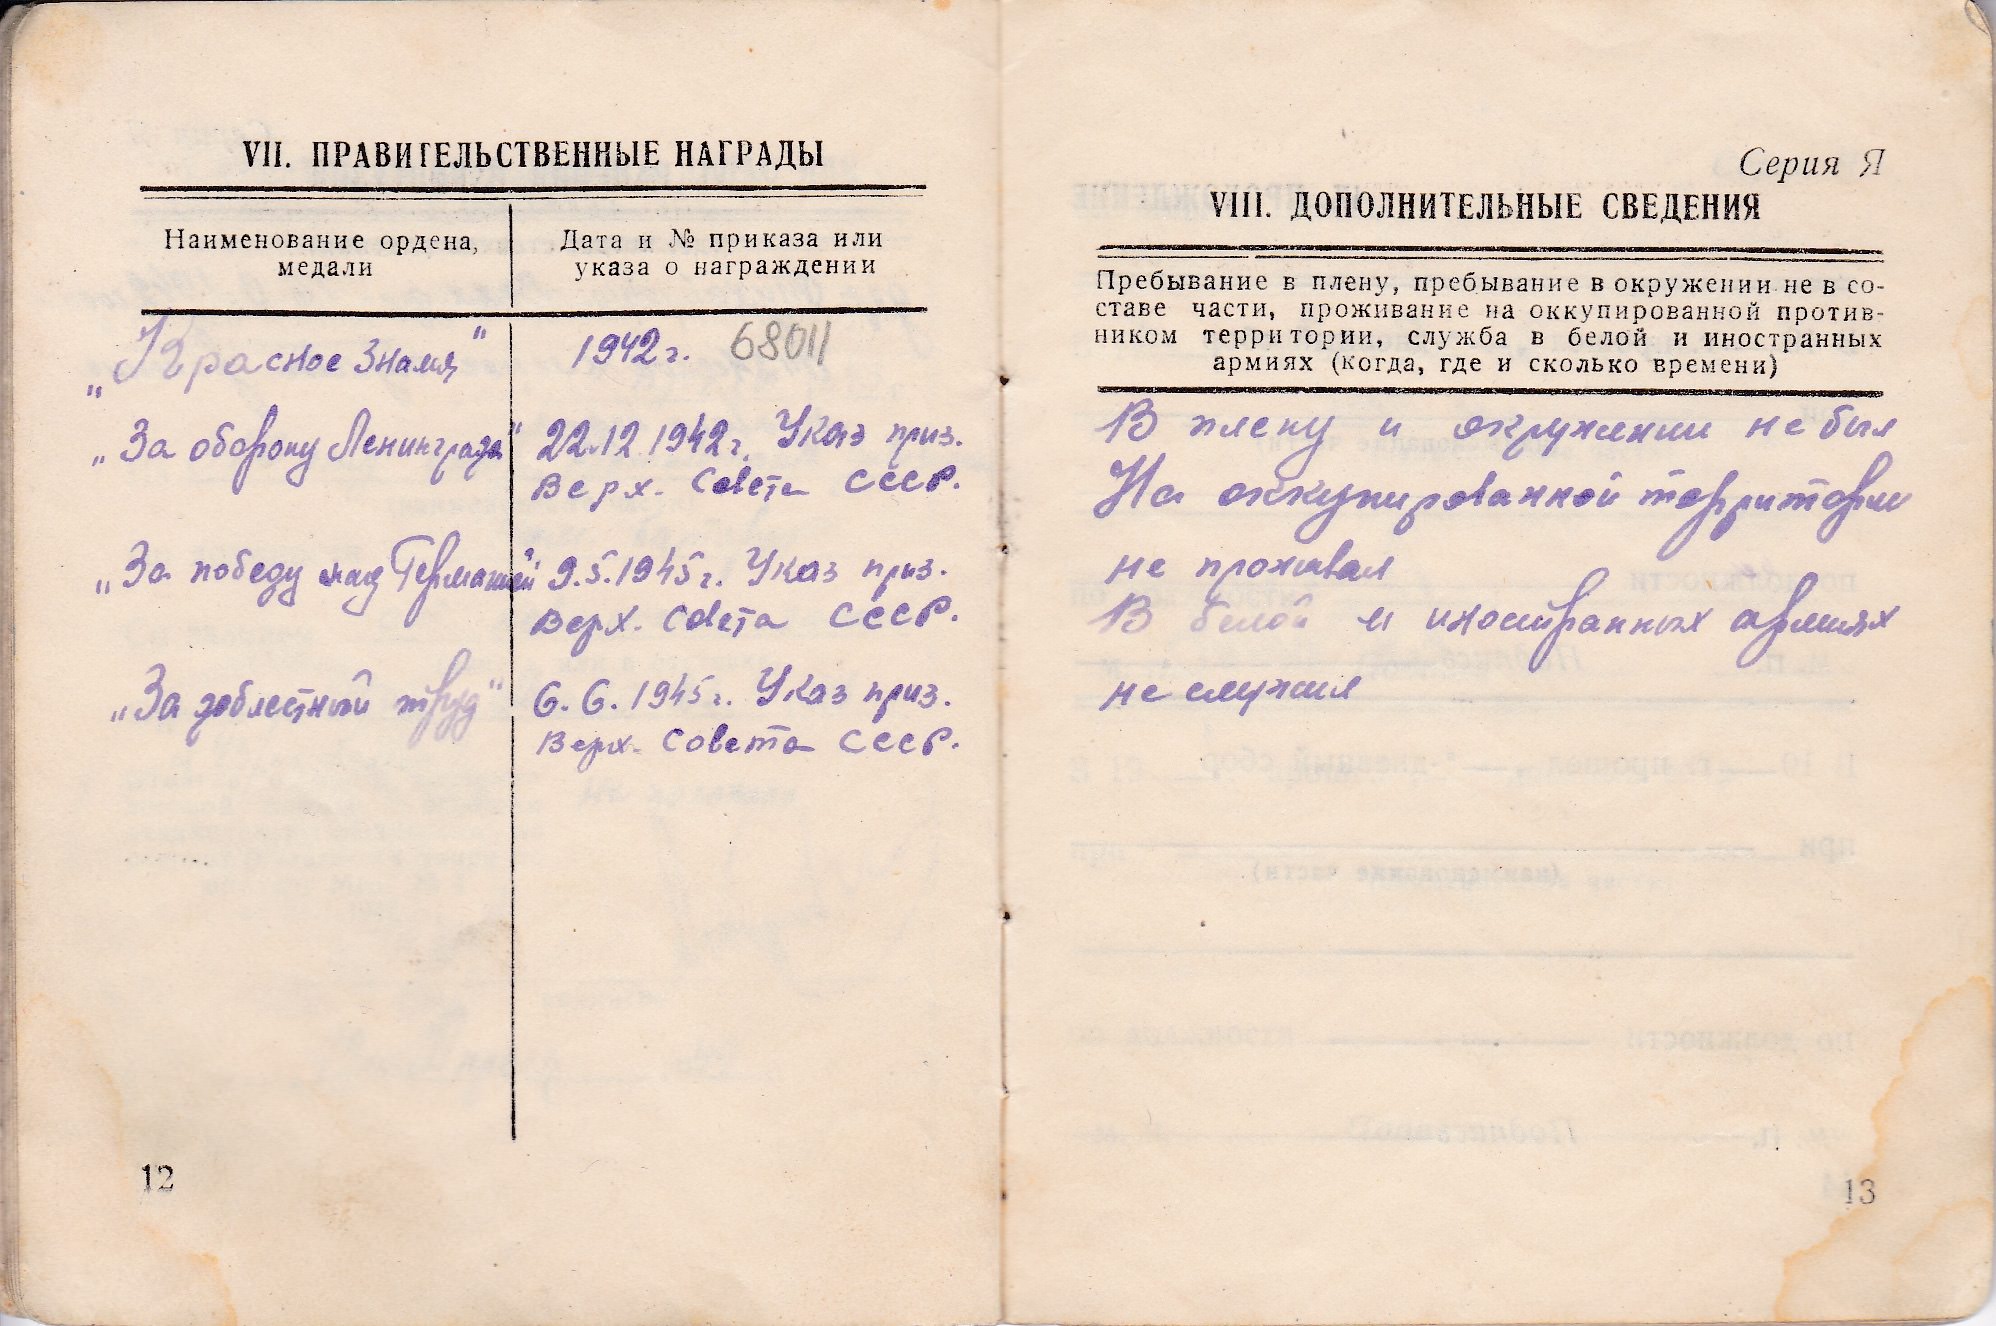 VII. ПРАВИТЕЛЬСТВЕННЫЕ НАГРАДЫ
Наименование ордена, медали
Дата и № приказа или указа о награждении
„Красное Знамя“ 1942 г. 68011
„За оборону Ленинграда“ 22.12.1942 г. Указ през.
Верх. Совета СССР.
„За победу над Германией“ 9.5.1945 г. Указ през.
Верх. Совета СССР.
„За доблестный труд“ 6.6.1945 г. Указ през.
Верх. Совета СССР.
12
Серия Я
VIII. ДОПОЛНИТЕЛЬНЫЕ СВЕДЕНИЯ
Пребывание в плену, пребывание в окружении не в со-
ставе части, проживание на оккупированной против-
ником территории, служба в белой и иностранных
армиях (когда, где и сколько времени)
В плену и окружении не был
На оккупированной территории
не проживал
В белой и иностранных армиях
не служил
13